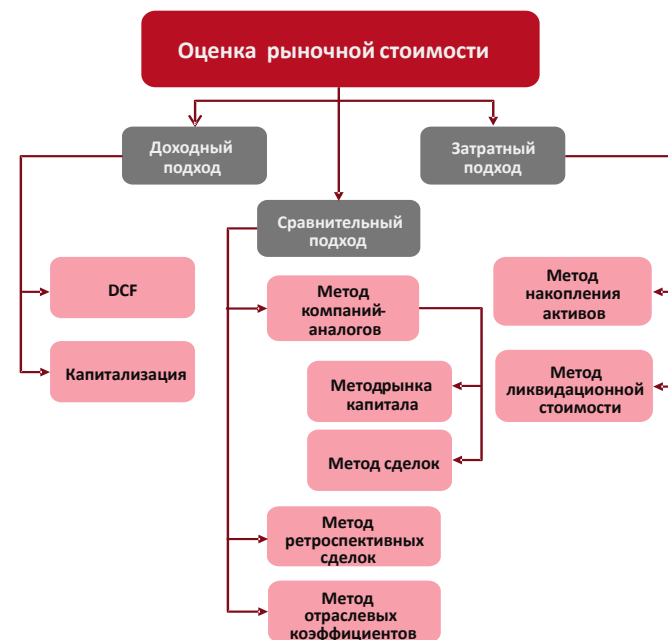 Оценка рыночной стоимости
Доходный
подход
Затратный
подход
Сравнительный
подход
DCF
Метод
компаний-
аналогов
Метод
накопления
активов
Капитализация
Методрынка
капитала
Метод
ликвидационной
стоимости
Метод сделок
Метод
ретроспективных
сделок
Метод
отраслевых
коэффициентов